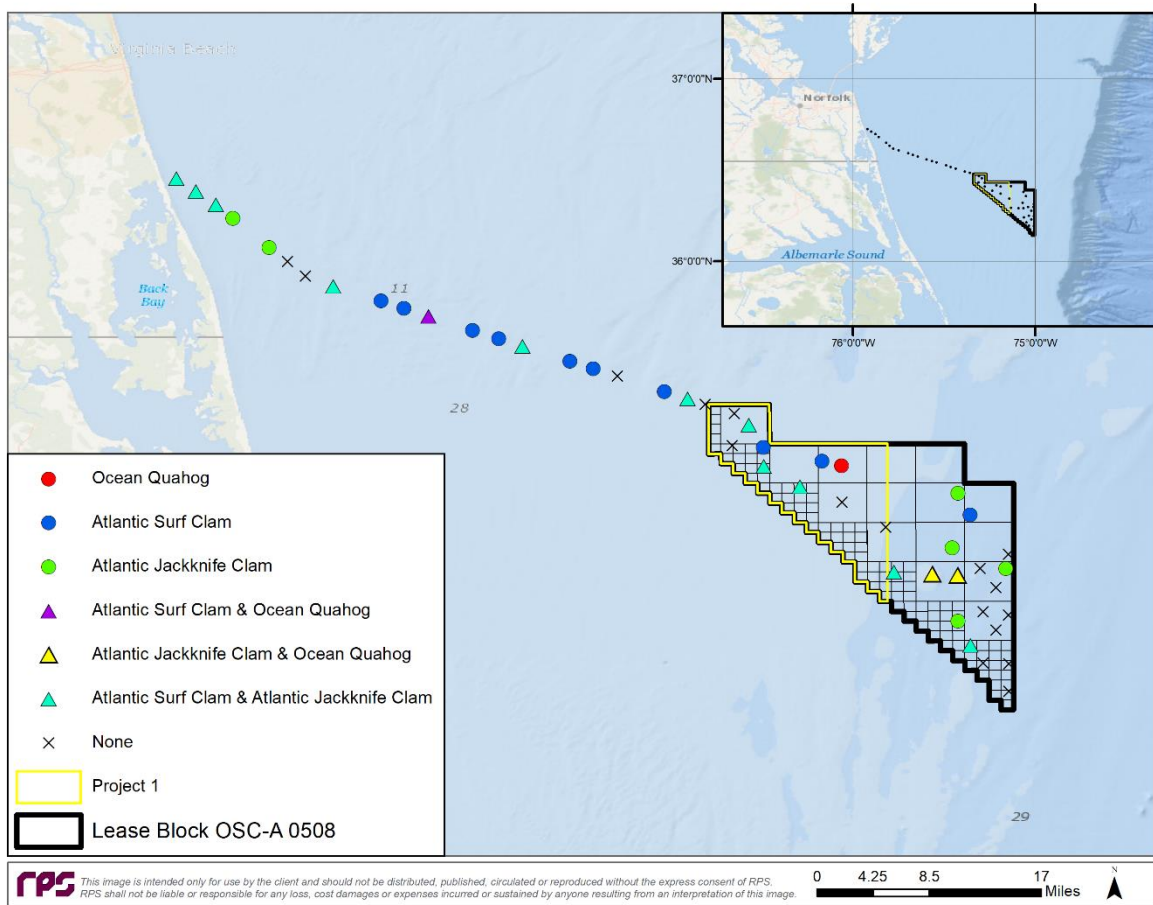 Virginia Beach
37°0'0"N
Norfolk
36°0'0"N
Albemarle Sound
76°0'0"W
75°0'0"W
Back
Bay
11
28
29
Ocean Quahog
Atlantic Surf Clam
Atlantic Jackknife Clam
Atlantic Surf Clam & Ocean Quahog
Atlantic Jackknife Clam & Ocean Quahog
Atlantic Surf Clam & Atlantic Jackknife Clam
None
Project 1
Lease Block OSC-A 0508
rps
This image is intended only for use by the client and should not be distributed, published, circulated or reproduced without the express consent of RPS.
RPS shall not be liable or responsible for any loss, cost damages or expenses incurred or sustained by anyone resulting from an interpretation of this image.
0 4.25 8.5 17
Miles
N